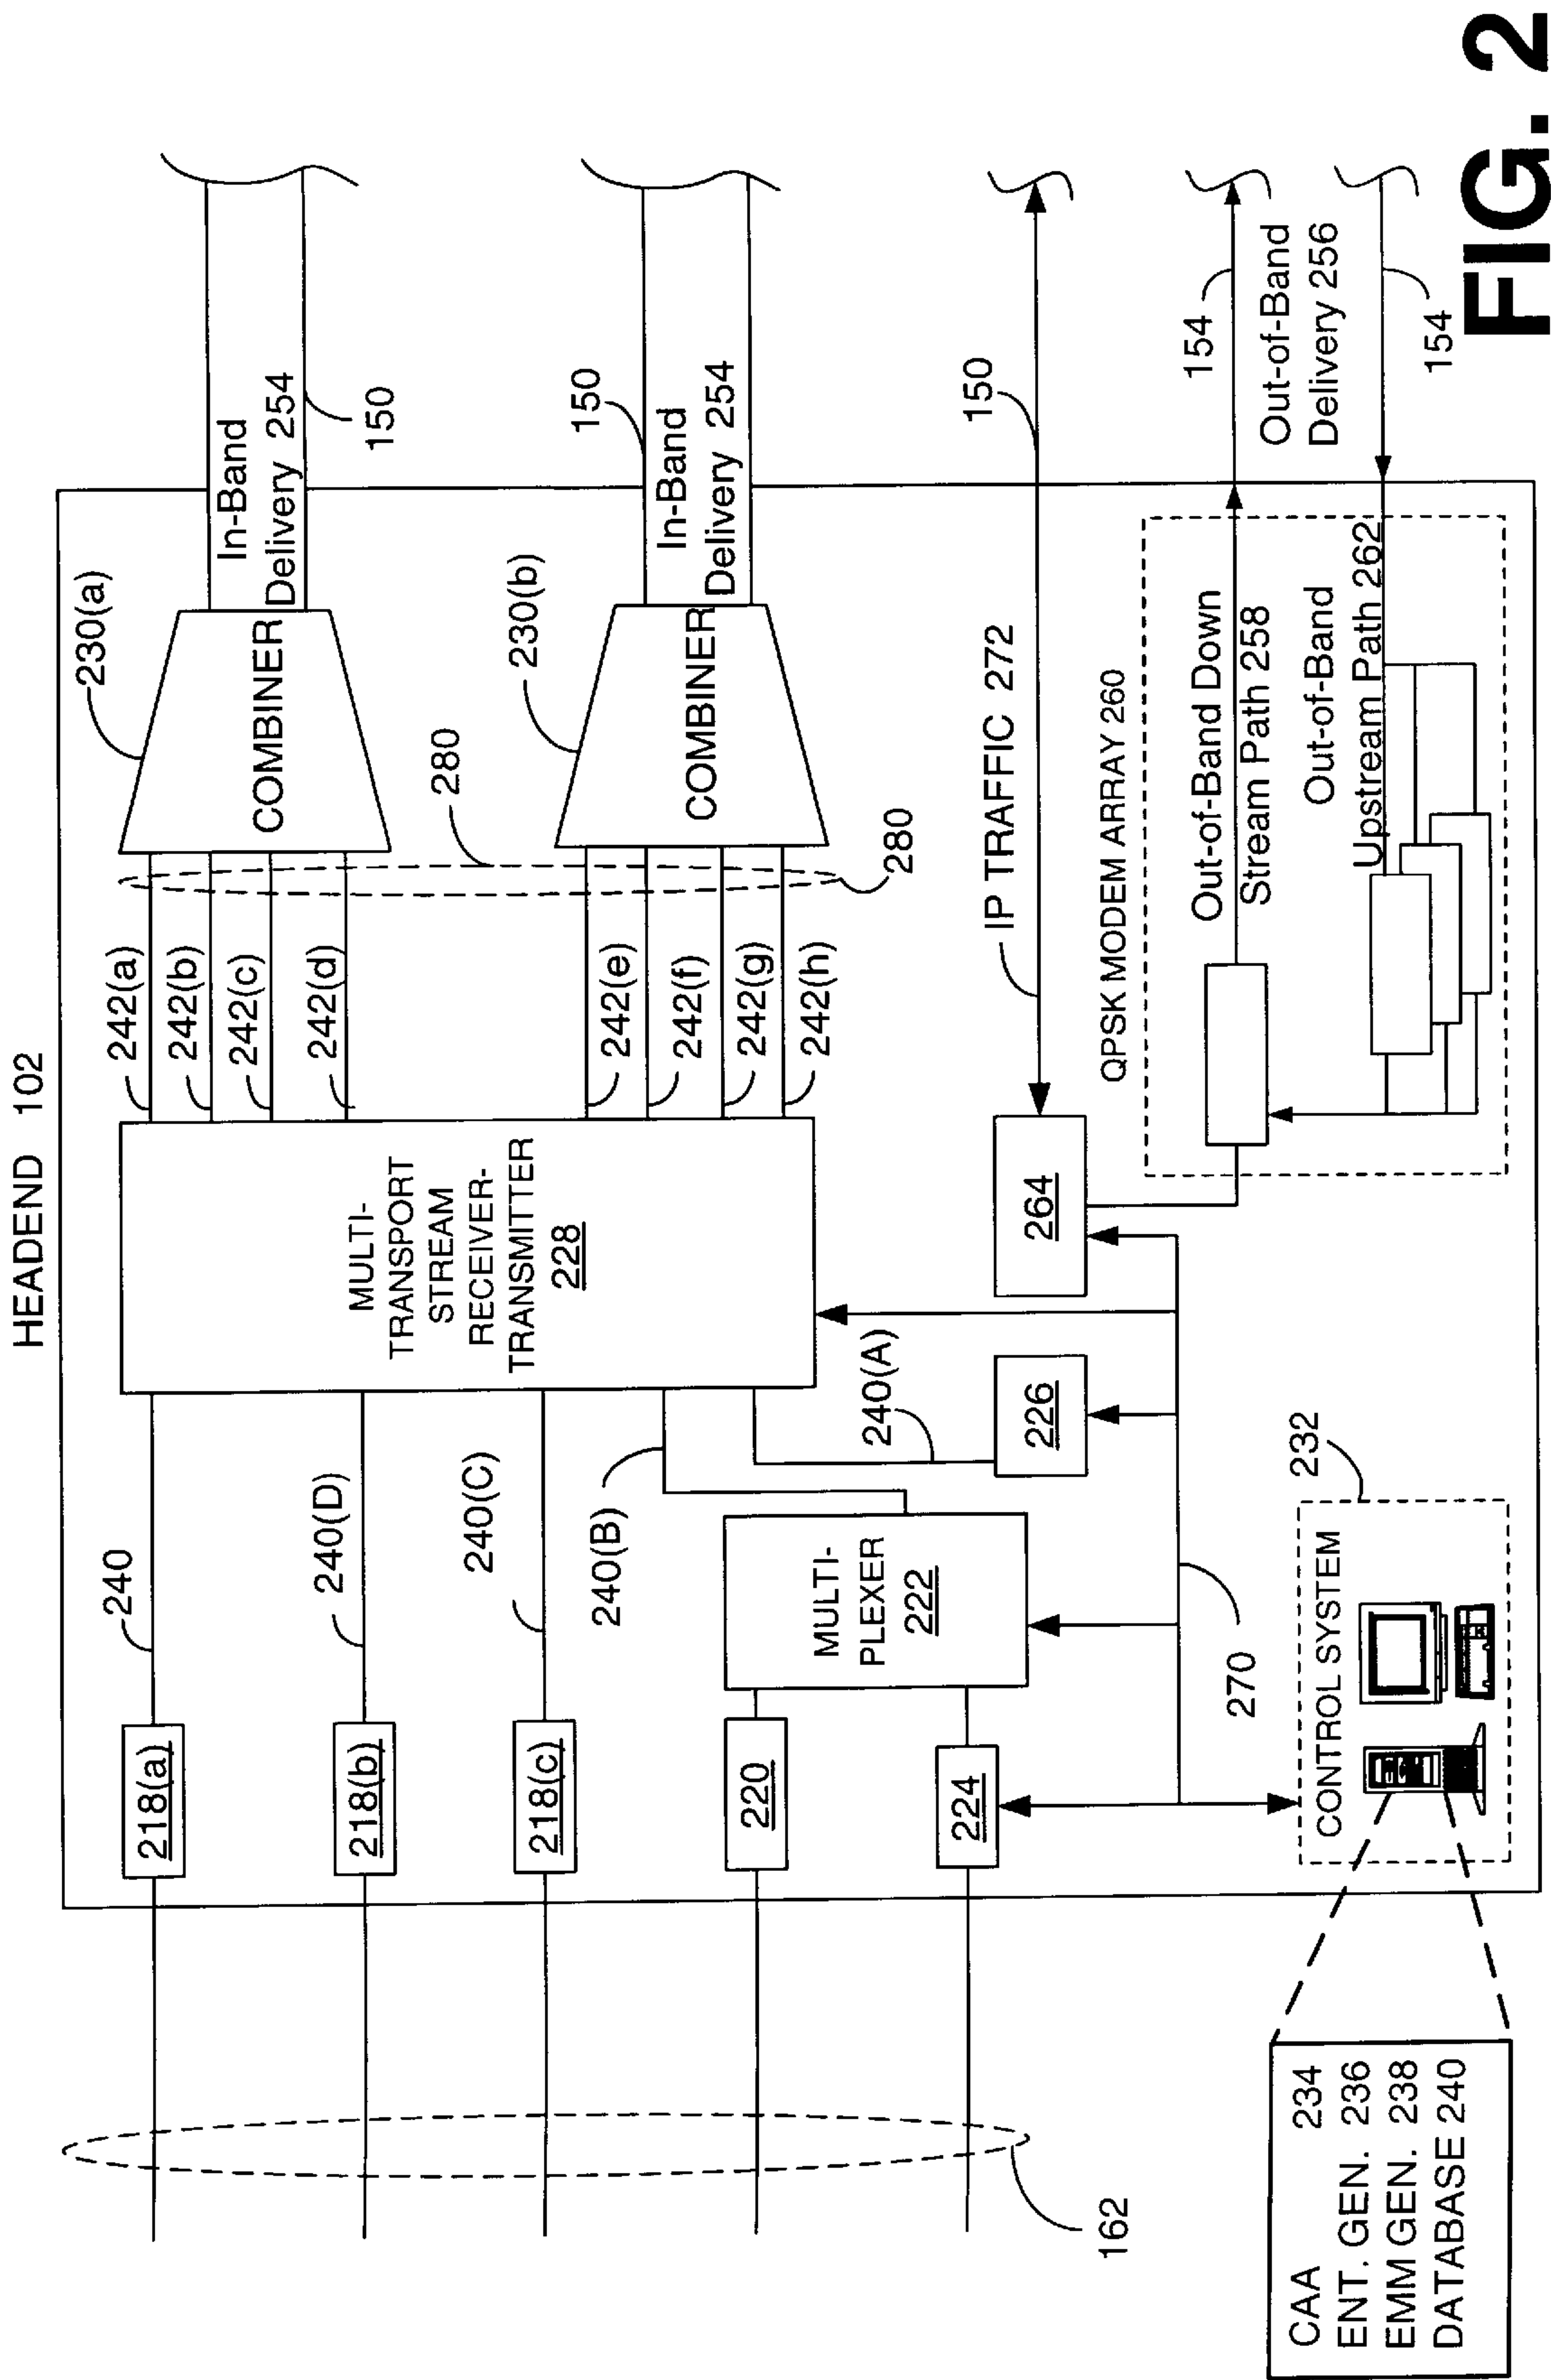 HEADEND 102
218(a)
240
218(b)
240(D)
218(c)
240(C)
240(B)
220
224
MULTI-
PLEXER
222
240(A)
226
264
270
162
MULTI-
TRANSPORT
STREAM
RECEIVER-
TRANSMITTER
228
242(a)
242(b)
242(c)
242(d)
242(e)
242(f)
242(g)
242(h)
280
280
230(a)
COMBINER
230(b)
COMBINER
In-Band
Delivery 254
150
150
In-Band
Delivery 254
IP TRAFFIC 272
150
QPSK MODEM ARRAY 260
Out-of-Band Down
Stream Path 258
Out-of-Band
Upstream Path 262
154
Out-of-Band
Delivery 256
154
232
CONTROL SYSTEM
CAA 234
ENT. GEN. 236
EMM GEN. 238
DATABASE 240
FIG. 2